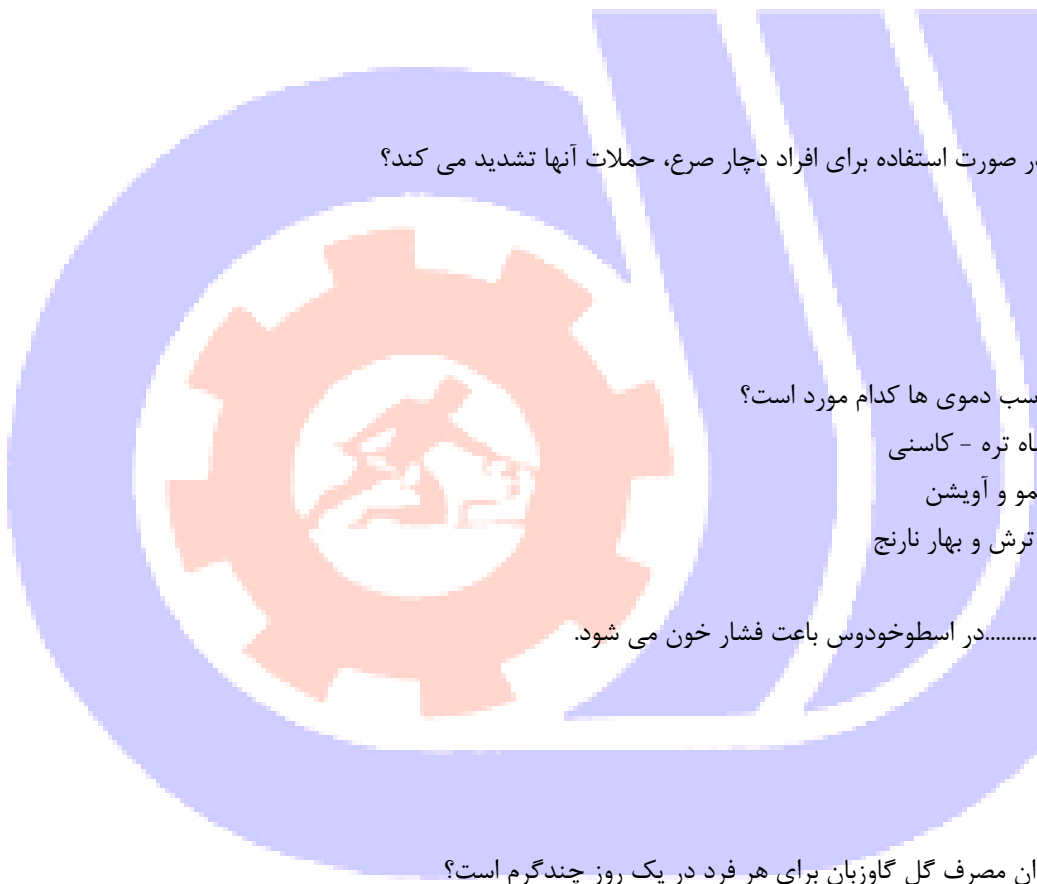 ر صورت استفاده برای افراد دچار صرع، حملات آنها تشدید می کند؟
سب دموی ها کدام مورد است؟
اه تره - کاسنی
مو و آویشن
ترش و بهار نارنج
..........در اسطوخودوس باعت فشار خون می شود.
ان مصرف گل گاوزبان برای هر فرد در یک روز چندگرم است؟